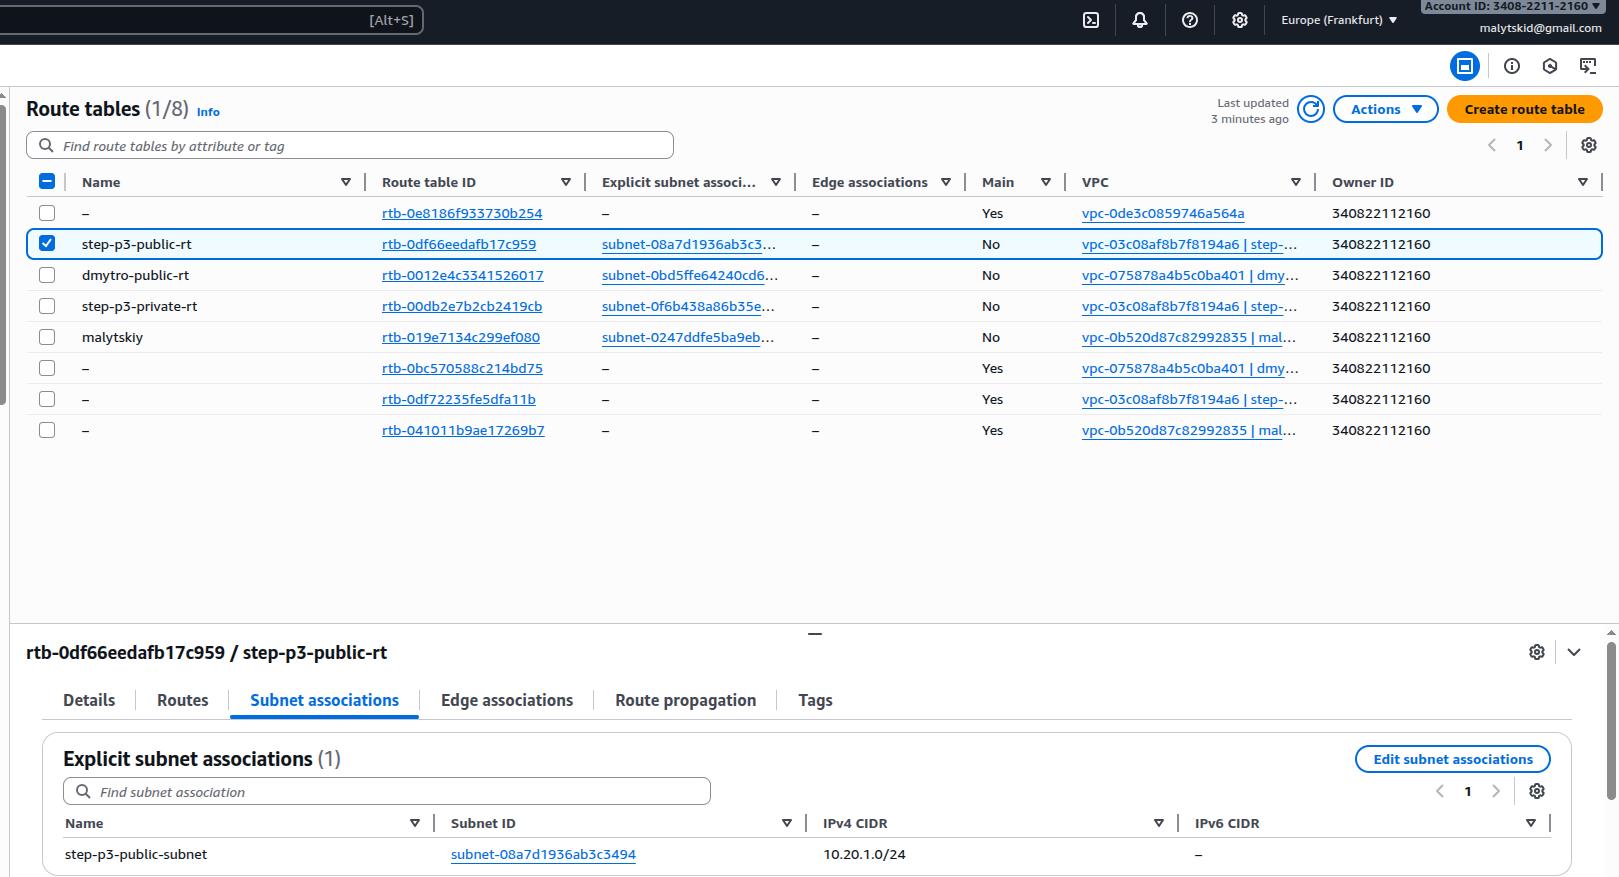 [Alt+S]
Europe (Frankfurt)
Account ID: 3408-2211-2160
malytskid@gmail.com
Route tables (1/8) Info
Last updated
3 minutes ago
Actions
Create route table
Find route tables by attribute or tag
1
Name Route table ID Explicit subnet associ... Edge associations Main VPC Owner ID
– rtb-0e8186f933730b254 – – Yes vpc-0de3c0859746a564a 340822112160
step-p3-public-rt rtb-0df66eedafb17c959 subnet-08a7d1936ab3c3... – No vpc-03c08af8b7f8194a6 | step-... 340822112160
dmytro-public-rt rtb-0012e4c3341526017 subnet-0bd5ffe64240cd6... – No vpc-075878a4b5c0ba401 | dmy... 340822112160
step-p3-private-rt rtb-00db2e7b2cb2419cb subnet-0f6b438a86b35e... – No vpc-03c08af8b7f8194a6 | step-... 340822112160
malytskiy rtb-019e7134c299ef080 subnet-0247ddfe5ba9eb... – No vpc-0b520d87c82992835 | mal... 340822112160
– rtb-0bc570588c214bd75 – – Yes vpc-075878a4b5c0ba401 | dmy... 340822112160
– rtb-0df72235fe5dfa11b – – Yes vpc-03c08af8b7f8194a6 | step-... 340822112160
– rtb-041011b9ae17269b7 – – Yes vpc-0b520d87c82992835 | mal... 340822112160
rtb-0df66eedafb17c959 / step-p3-public-rt
Details Routes Subnet associations Edge associations Route propagation Tags
Explicit subnet associations (1)
Edit subnet associations
Find subnet association
1
Name Subnet ID IPv4 CIDR IPv6 CIDR
step-p3-public-subnet subnet-08a7d1936ab3c3494 10.20.1.0/24 –